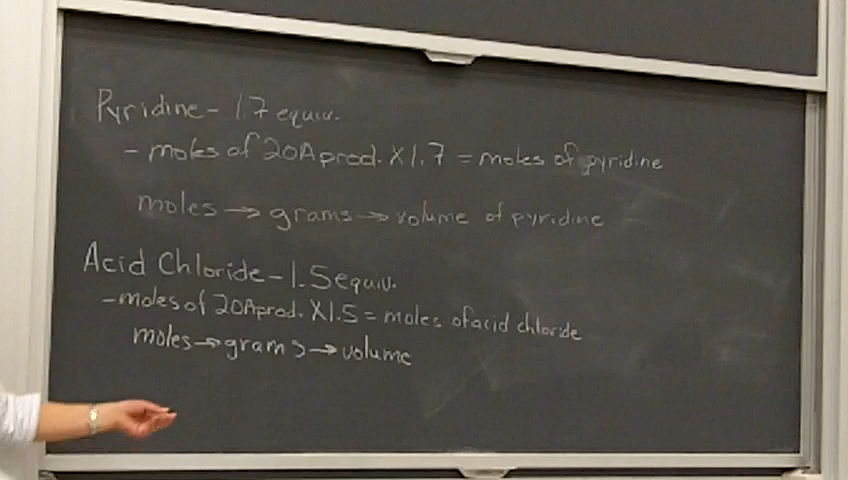 Pyridine - 1.7 equiv.
- moles of 20A prod. X 1.7 = moles of pyridine
moles → grams → volume of pyridine
Acid Chloride - 1.5 equiv.
- moles of 20A prod. X 1.5 = moles of acid chloride
moles → grams → volume